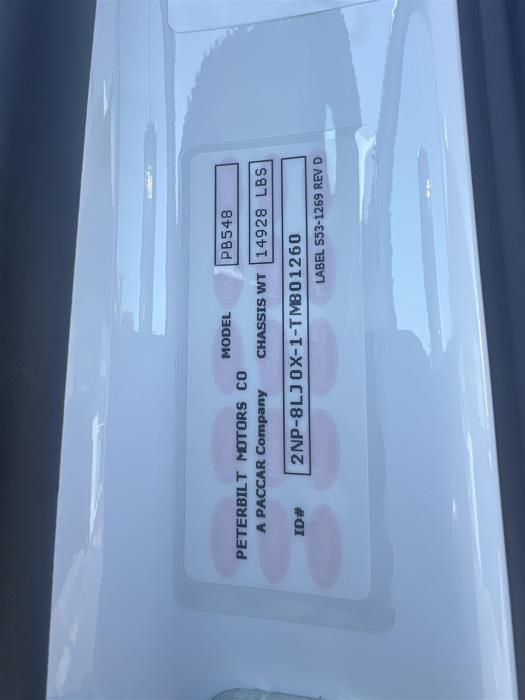 PETERBILT MOTORS CO MODEL PB548
A PACCAR Company CHASSIS WT 14928 LBS
ID# 2NP-8LJ0X-1-TM801260
LABEL S53-1269 REV D